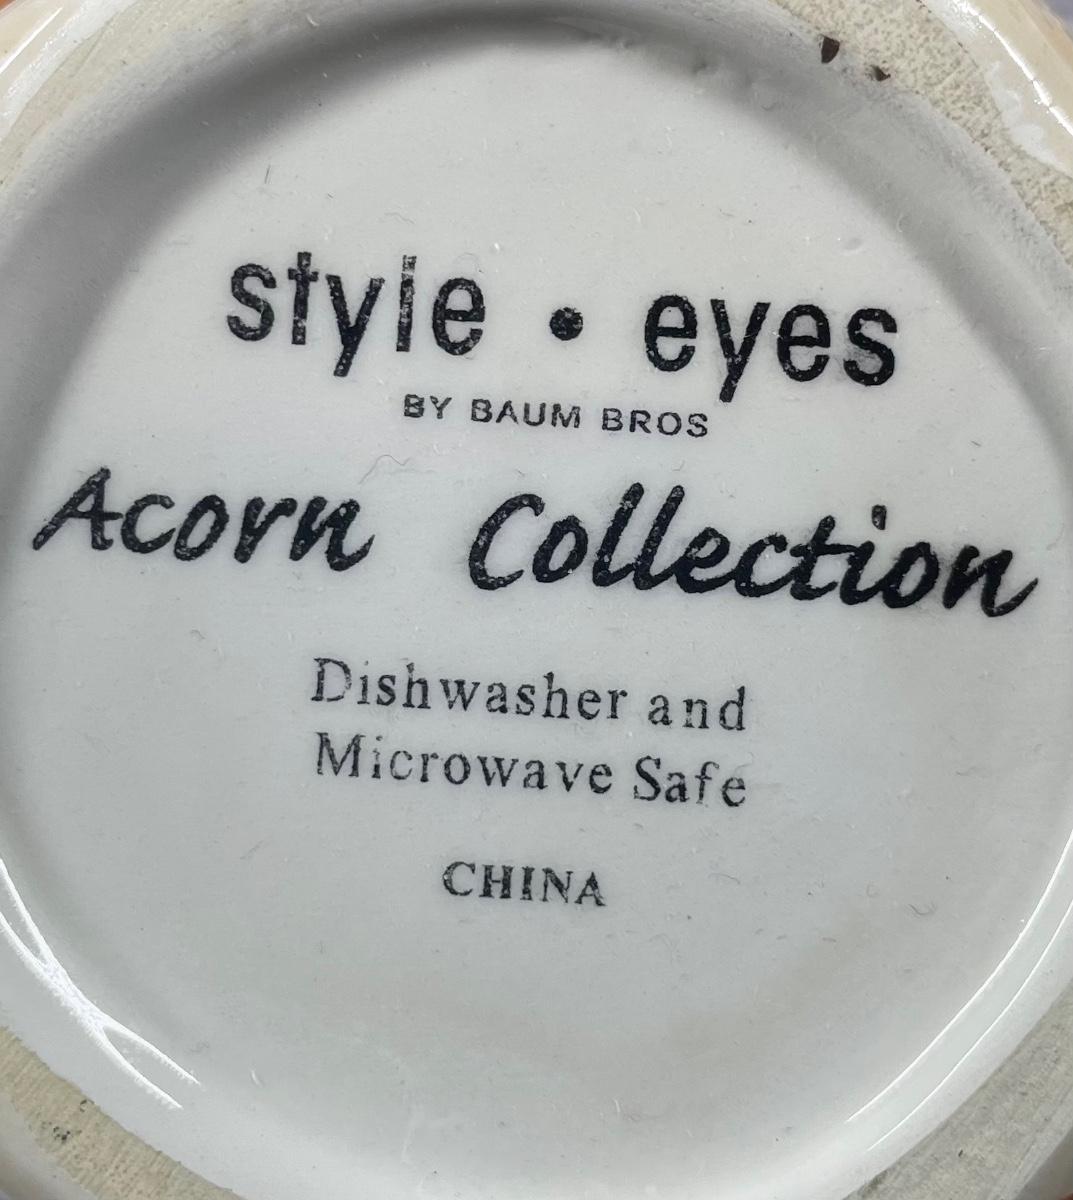 style • eyes
BY BAUM BROS
Acorn Collection
Dishwasher and
Microwave Safe
CHINA